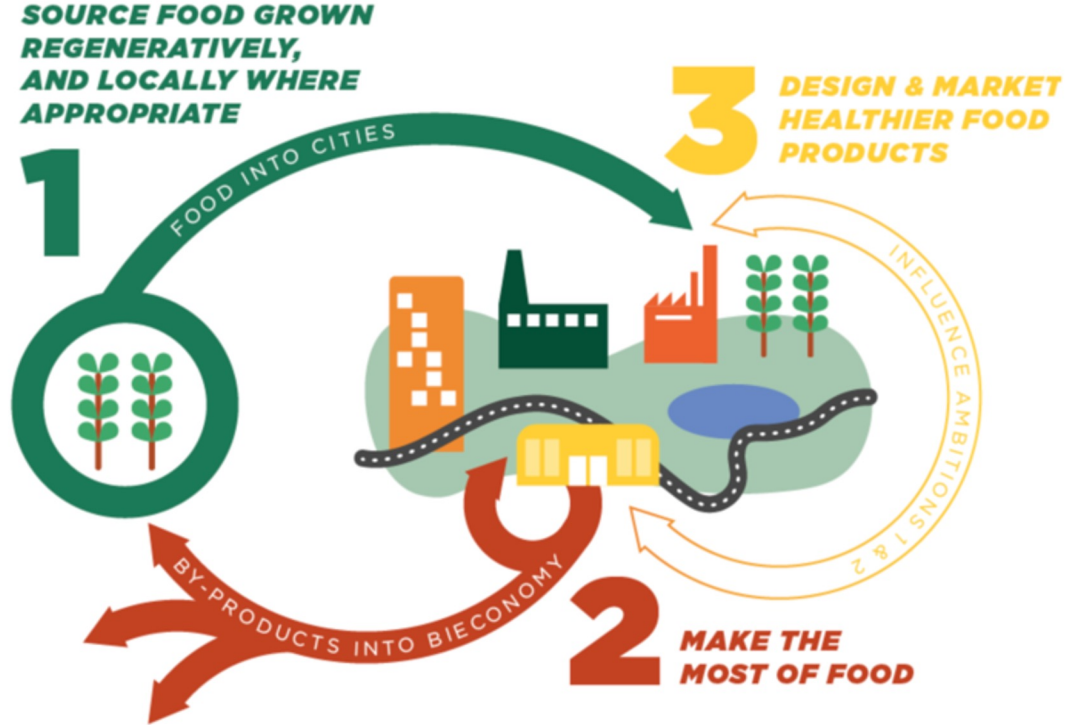 SOURCE FOOD GROWN
REGENERATIVELY,
AND LOCALLY WHERE
APPROPRIATE
1
FOOD INTO CITIES
3
DESIGN & MARKET
HEALTHIER FOOD
PRODUCTS
INFLUENCE AMBITIONS 1 & 2
BY-PRODUCTS INTO BIECONOMY
2
MAKE THE
MOST OF FOOD